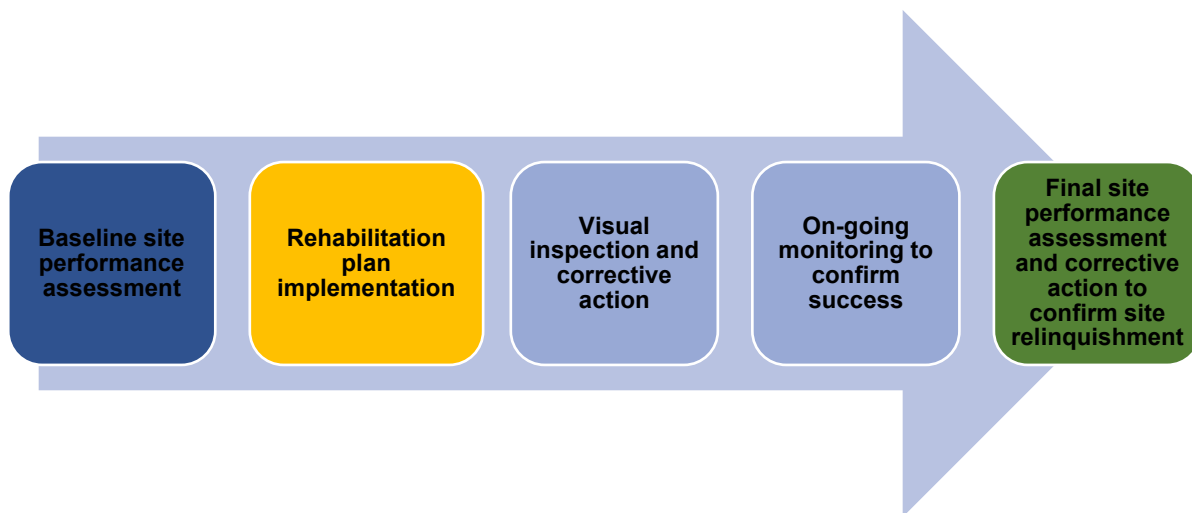 Baseline site
performance
assessment
Rehabilitation
plan
implementation
Visual
inspection and
corrective
action
On-going
monitoring to
confirm
success
Final site
performance
assessment
and corrective
action to
confirm site
relinquishment